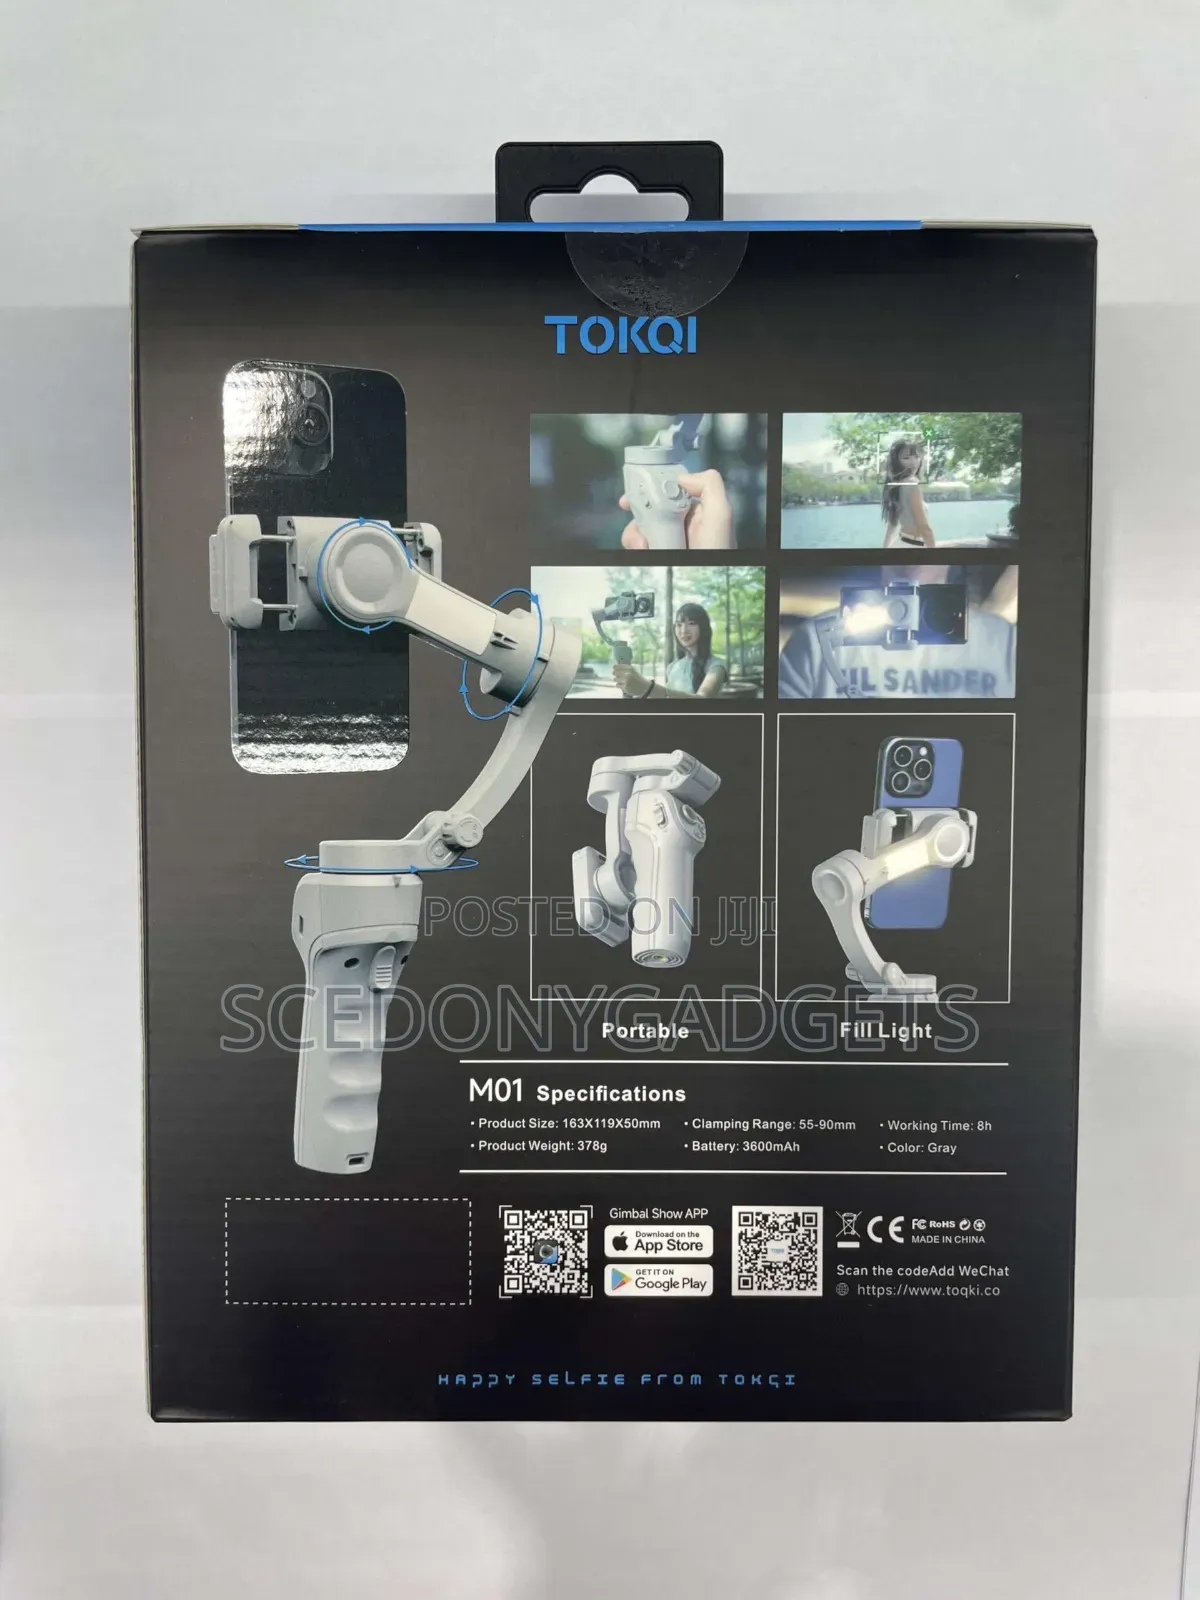 TOKQI
IL SANDER
POSTED ON JIJI
SCEDONYGADGETS
Portable
Fill Light
M01 Specifications
• Product Size: 163X119X50mm • Clamping Range: 55-90mm • Working Time: 8h
• Product Weight: 378g • Battery: 3600mAh • Color: Gray
Gimbal Show APP
Download on the
App Store
GET IT ON
Google Play
CE FC RoHS
MADE IN CHINA
Scan the codeAdd WeChat
https://www.toqki.co
HAPPY SELFIE FROM TOKQI